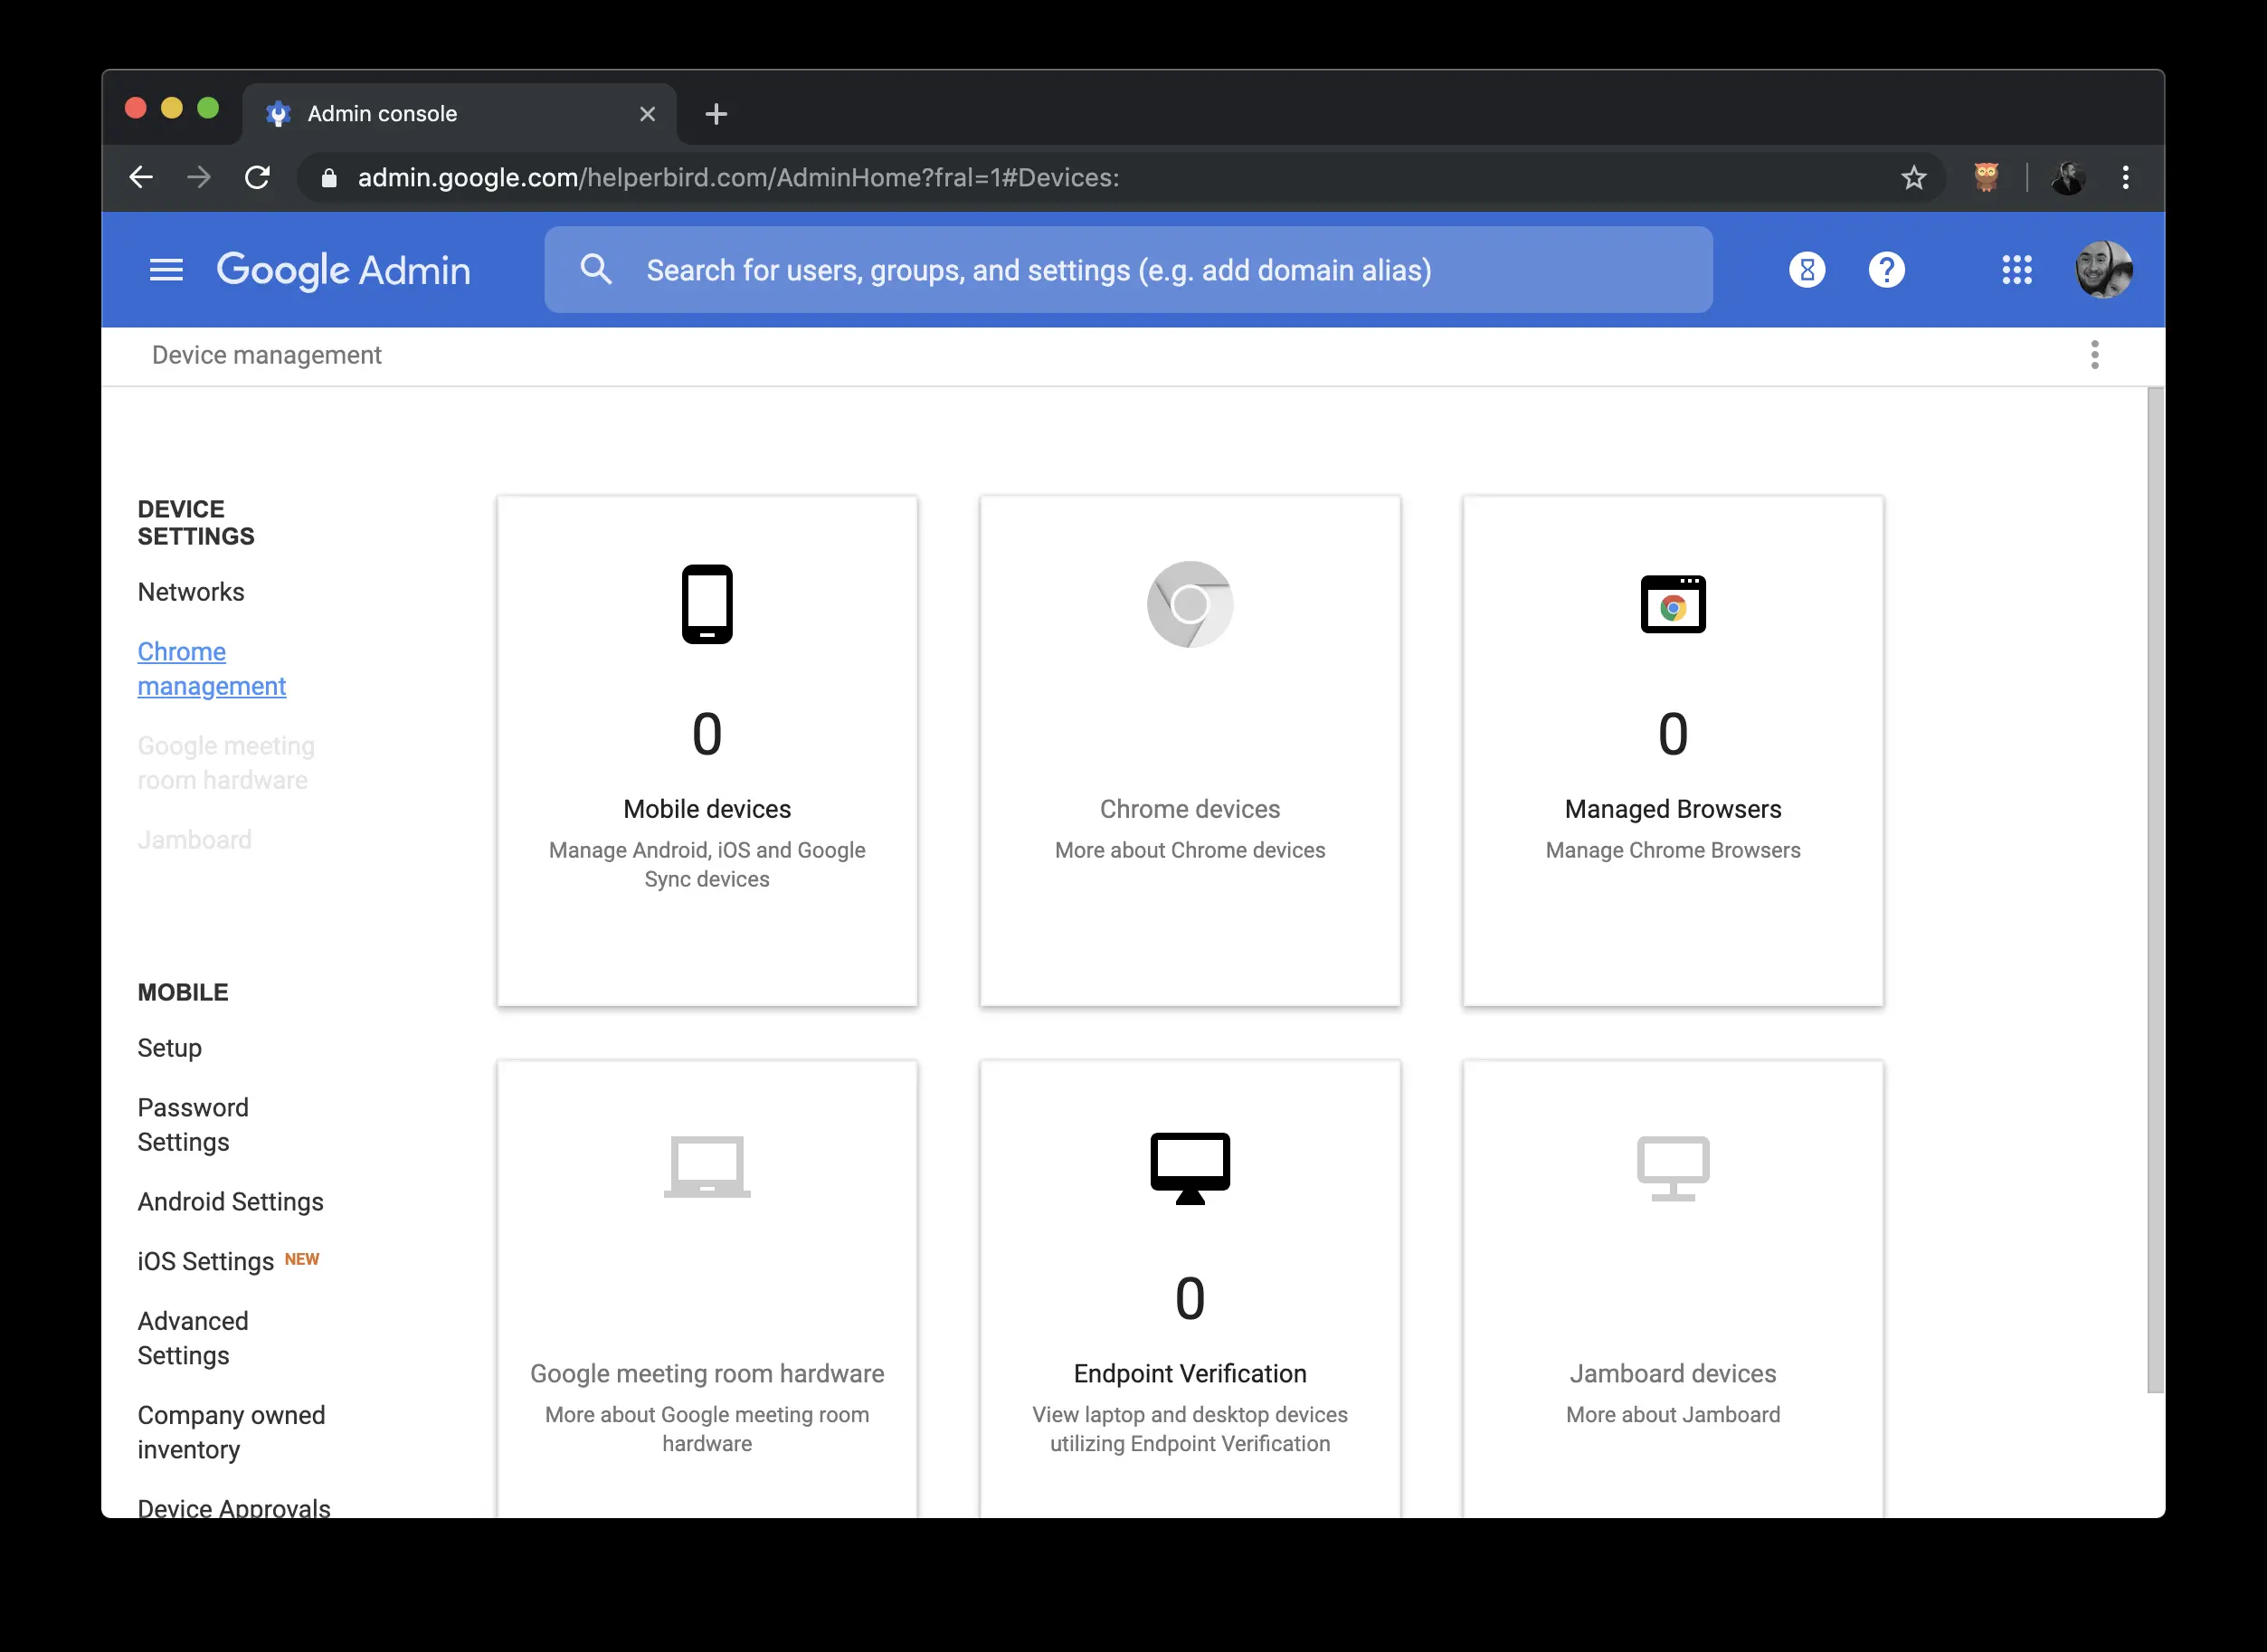 Admin console
admin.google.com/helperbird.com/AdminHome?fral=1#Devices:
Google Admin
Search for users, groups, and settings (e.g. add domain alias)
Device management
DEVICE
SETTINGS
Networks
Chrome
management
Google meeting
room hardware
Jamboard
MOBILE
Setup
Password
Settings
Android Settings
iOS Settings NEW
Advanced
Settings
Company owned
inventory
Device Approvals
0
Mobile devices
Manage Android, iOS and Google
Sync devices
Chrome devices
More about Chrome devices
0
Managed Browsers
Manage Chrome Browsers
Google meeting room hardware
More about Google meeting room
hardware
0
Endpoint Verification
View laptop and desktop devices
utilizing Endpoint Verification
Jamboard devices
More about Jamboard